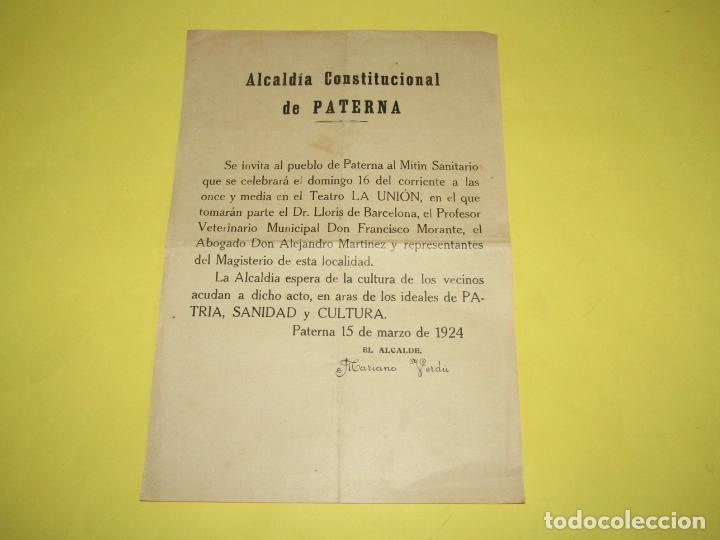 Alcaldía Constitucional
de PATERNA
Se invita al pueblo de Paterna al Mitin Sanitario
que se celebrará el domingo 16 del corriente a las
once y media en el Teatro LA UNIÓN, en el que
tomarán parte el Dr. Lloris de Barcelona, el Profesor
Veterinario Municipal Don Francisco Morante, el
Abogado Don Alejandro Martínez y representantes
del Magisterio de esta localidad.
La Alcaldía espera de la cultura de los vecinos
acudan a dicho acto, en aras de los ideales de PA-
TRIA, SANIDAD y CULTURA.
Paterna 15 de marzo de 1924
EL ALCALDE,
Mariano Verdú
todocoleccion